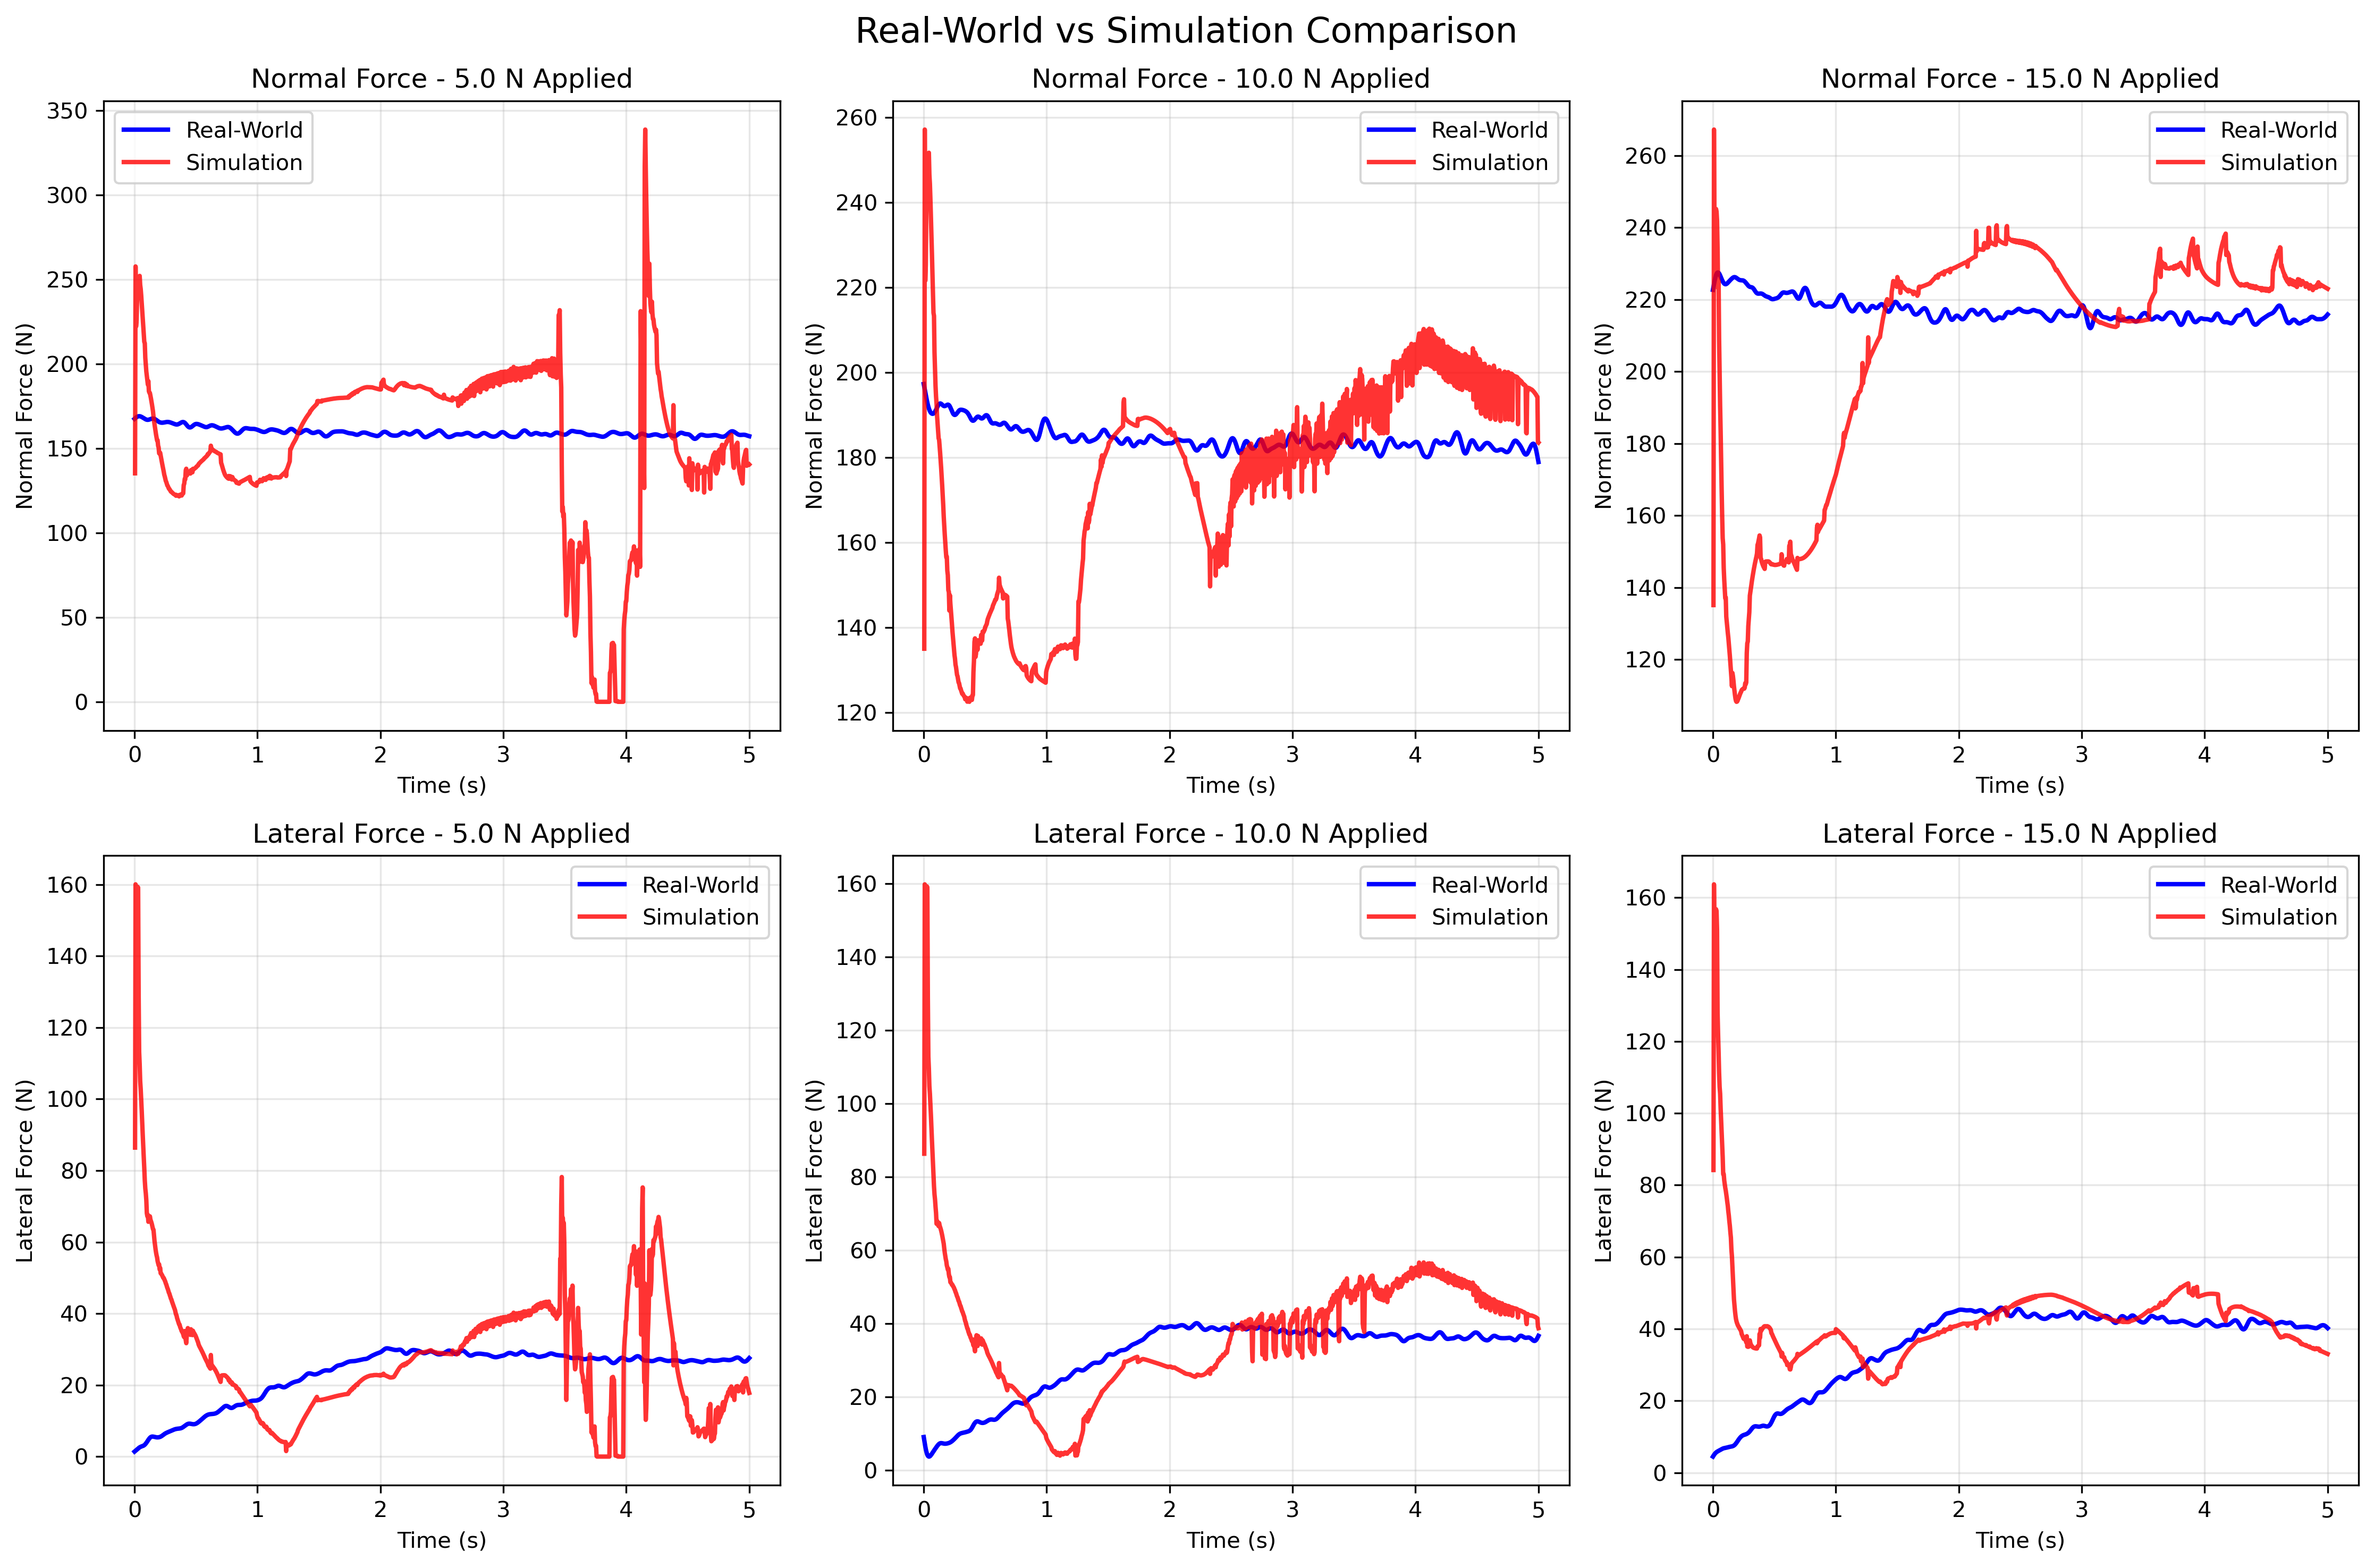 Real-World vs Simulation Comparison
Normal Force - 5.0 N Applied
Normal Force (N)
350
300
250
200
150
100
50
0
Real-World
Simulation
0 1 2 3 4 5
Time (s)
Normal Force - 10.0 N Applied
Normal Force (N)
260
240
220
200
180
160
140
120
Real-World
Simulation
0 1 2 3 4 5
Time (s)
Normal Force - 15.0 N Applied
Normal Force (N)
260
240
220
200
180
160
140
120
Real-World
Simulation
0 1 2 3 4 5
Time (s)
Lateral Force - 5.0 N Applied
Lateral Force (N)
160
140
120
100
80
60
40
20
0
Real-World
Simulation
0 1 2 3 4 5
Time (s)
Lateral Force - 10.0 N Applied
Lateral Force (N)
160
140
120
100
80
60
40
20
0
Real-World
Simulation
0 1 2 3 4 5
Time (s)
Lateral Force - 15.0 N Applied
Lateral Force (N)
160
140
120
100
80
60
40
20
0
Real-World
Simulation
0 1 2 3 4 5
Time (s)